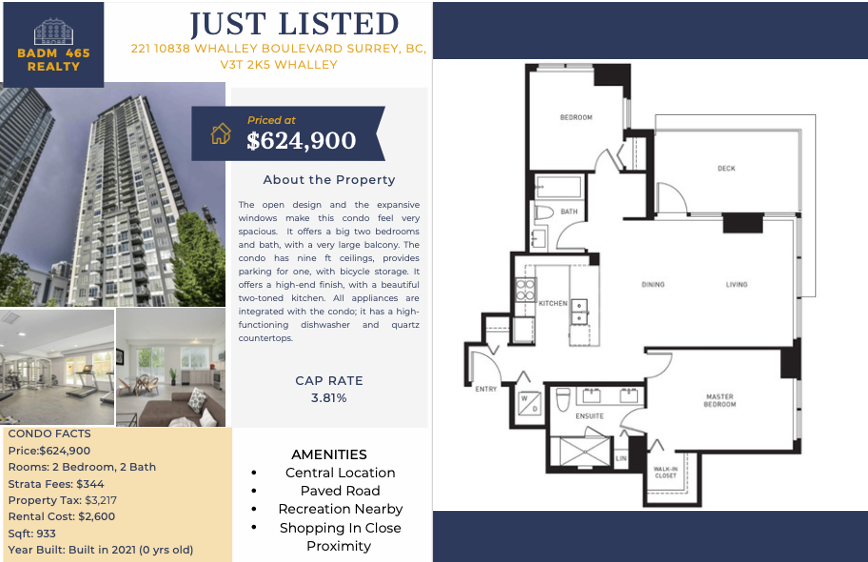 BADM 465
REALTY
JUST LISTED
221 10838 WHALLEY BOULEVARD SURREY, BC,
V3T 2K5 WHALLEY
Priced at
$624,900
About the Property
The open design and the expansive
windows make this condo feel very
spacious. It offers a big two bedrooms
and bath, with a very large balcony. The
condo has nine ft ceilings, provides
parking for one, with bicycle storage. It
offers a high-end finish, with a beautiful
two-toned kitchen. All appliances are
integrated with the condo; it has a high-
functioning dishwasher and quartz
countertops.
CAP RATE
3.81%
CONDO FACTS
Price:$624,900
Rooms: 2 Bedroom, 2 Bath
Strata Fees: $344
Property Tax: $3,217
Rental Cost: $2,600
Sqft: 933
Year Built: Built in 2021 (0 yrs old)
AMENITIES
• Central Location
• Paved Road
• Recreation Nearby
• Shopping In Close
Proximity
BEDROOM
DECK
BATH
DINING
LIVING
KITCHEN
ENTRY
W
D
ENSUITE
MASTER
BEDROOM
LIN
WALK-IN
CLOSET